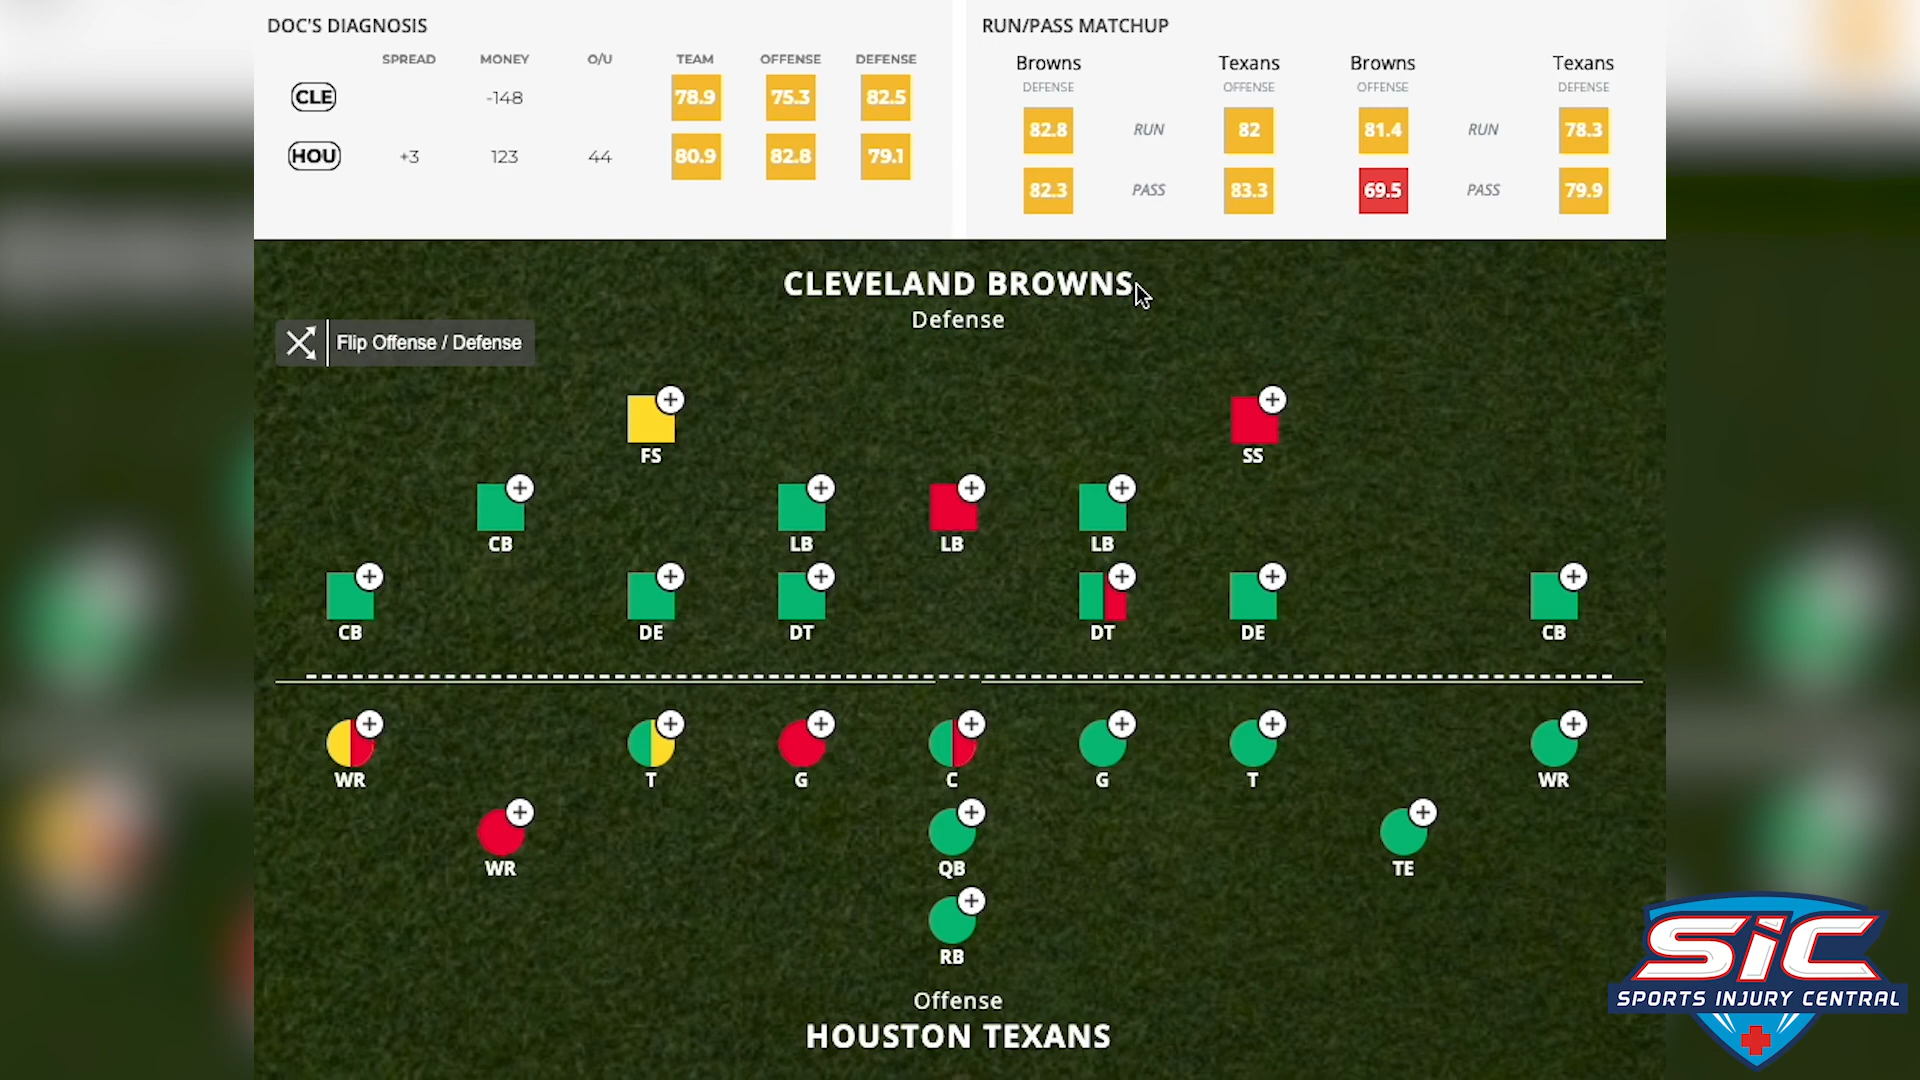 DOC'S DIAGNOSIS
SPREAD MONEY O/U TEAM OFFENSE DEFENSE
CLE -148 78.9 75.3 82.5
HOU +3 123 44 80.9 82.8 79.1
RUN/PASS MATCHUP
Browns Texans Browns Texans
DEFENSE OFFENSE OFFENSE DEFENSE
82.8 RUN 82 81.4 RUN 78.3
82.3 PASS 83.3 69.5 PASS 79.9
CLEVELAND BROWNS
Defense
Flip Offense / Defense
FS SS
CB LB LB LB
CB DE DT DT DE CB
WR T G C G T WR
WR QB TE
RB
Offense
HOUSTON TEXANS
SiC
SPORTS INJURY CENTRAL